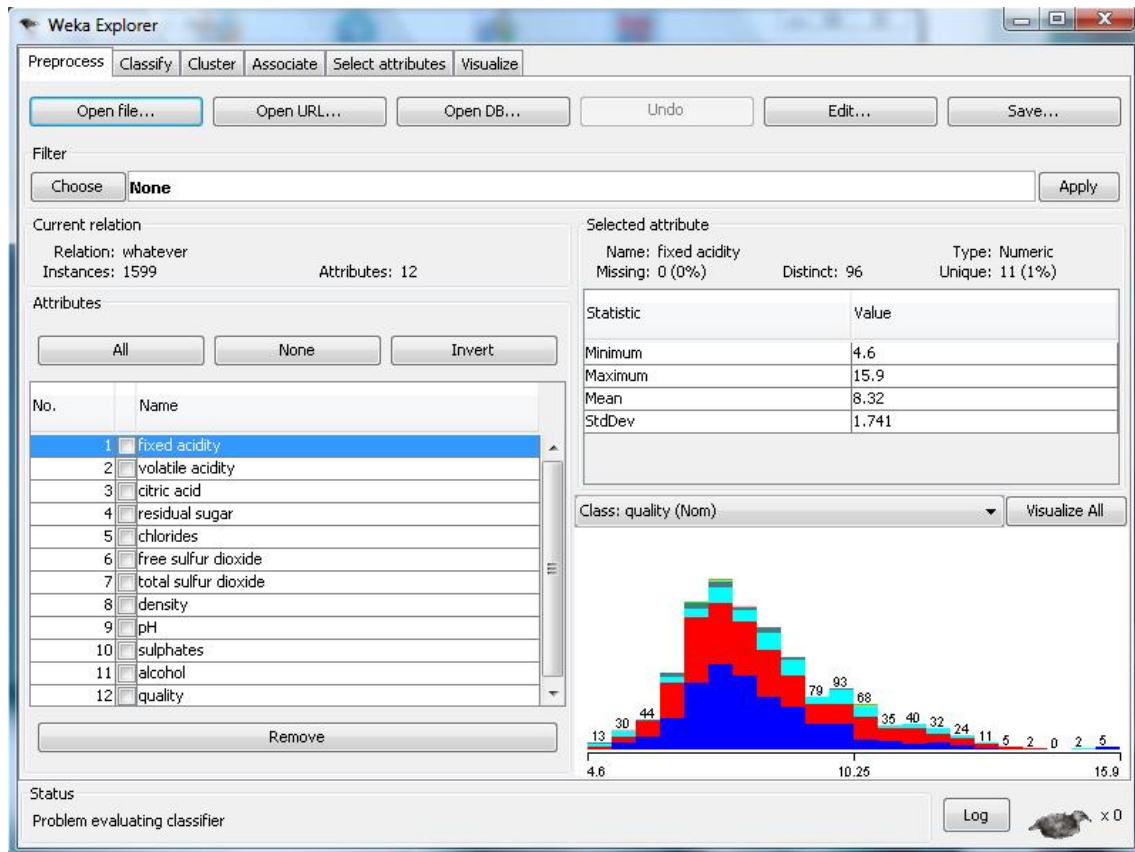 Weka Explorer
Preprocess Classify Cluster Associate Select attributes Visualize
Open file... Open URL... Open DB... Undo Edit... Save...
Filter
Choose None Apply
Current relation
Relation: whatever
Instances: 1599 Attributes: 12
Attributes
All None Invert
No. Name
1 fixed acidity
2 volatile acidity
3 citric acid
4 residual sugar
5 chlorides
6 free sulfur dioxide
7 total sulfur dioxide
8 density
9 pH
10 sulphates
11 alcohol
12 quality
Remove
Selected attribute
Name: fixed acidity Type: Numeric
Missing: 0 (0%) Distinct: 96 Unique: 11 (1%)
Statistic Value
Minimum 4.6
Maximum 15.9
Mean 8.32
StdDev 1.741
Class: quality (Nom) Visualize All
13 30 44 79 93 68 35 40 32 24 11 5 2 0 2 5
4.6 10.25 15.9
Status
Problem evaluating classifier Log x 0